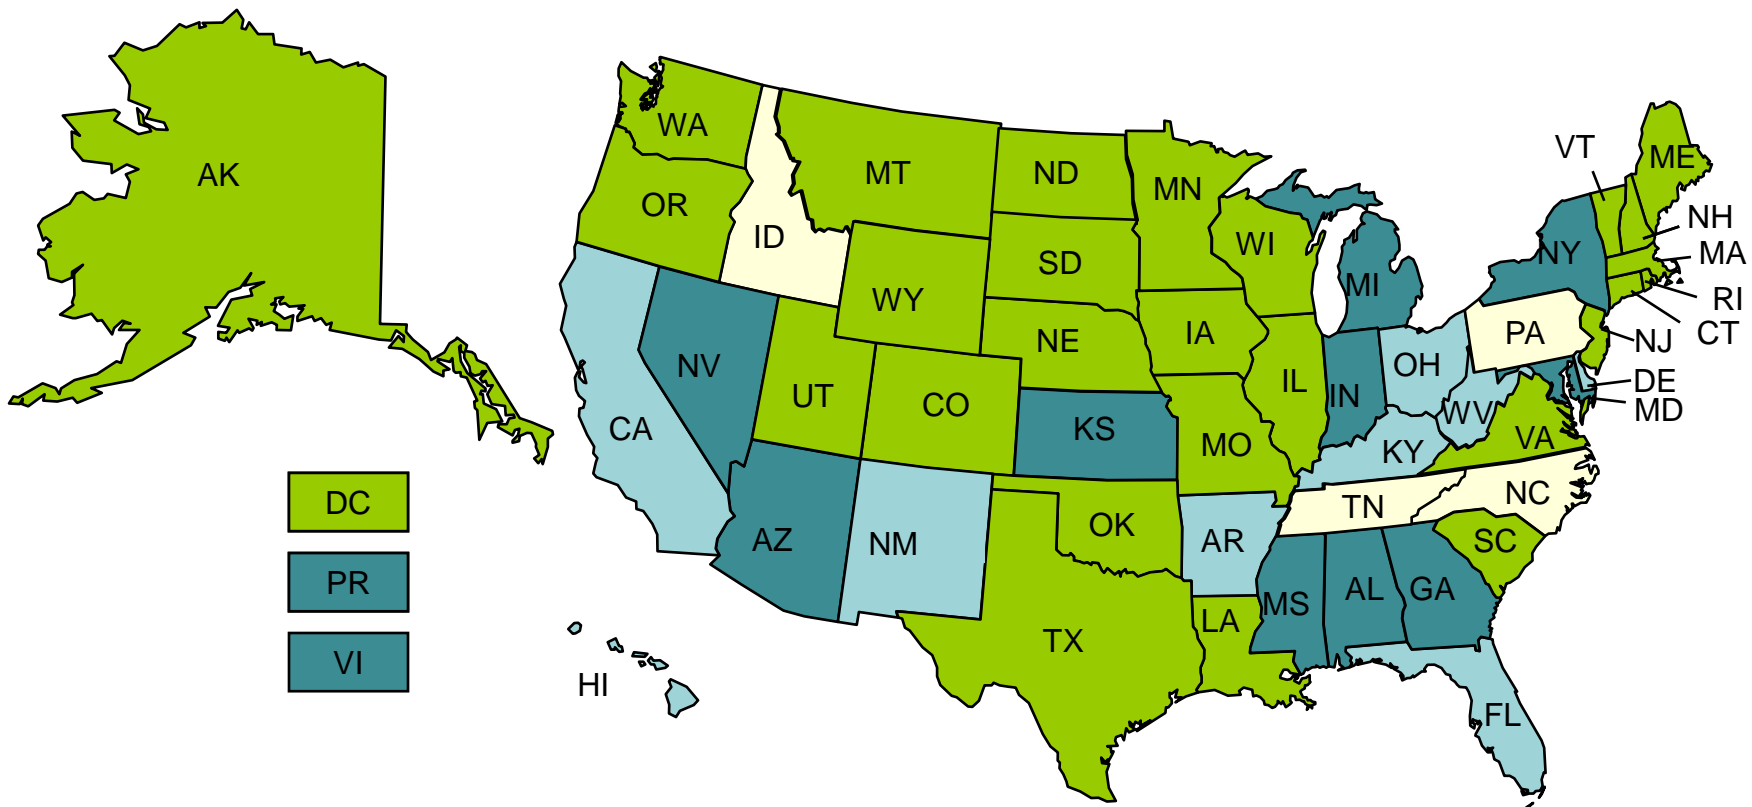 AK
WA
OR
ID
MT
ND
MN
SD
WY
WI
MI
NE
IA
NV
UT
CO
CA
IL
IN
OH
KS
MO
KY
WV
VA
PA
NY
VT
ME
NH
MA
RI
CT
NJ
DE
MD
DC
PR
VI
AZ
NM
OK
AR
TN
NC
SC
TX
LA
MS
AL
GA
FL
HI